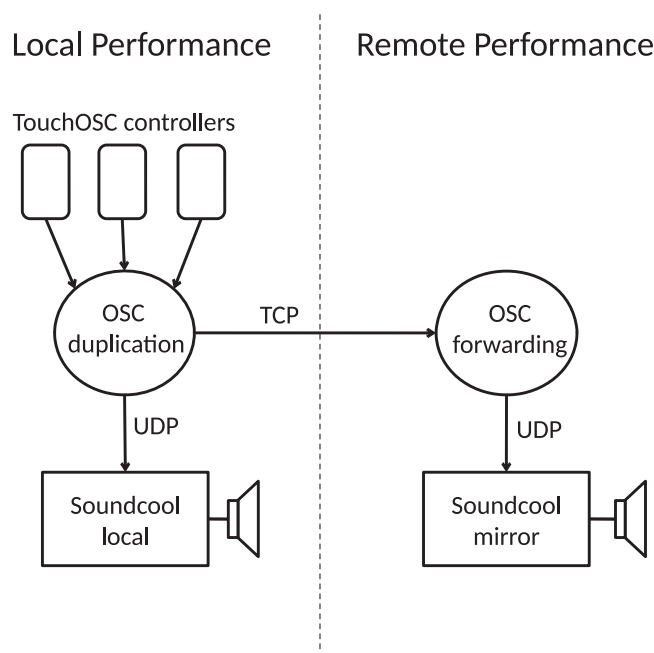 Local Performance
Remote Performance
TouchOSC controllers
OSC
duplication
TCP
OSC
forwarding
UDP
UDP
Soundcool
local
Soundcool
mirror